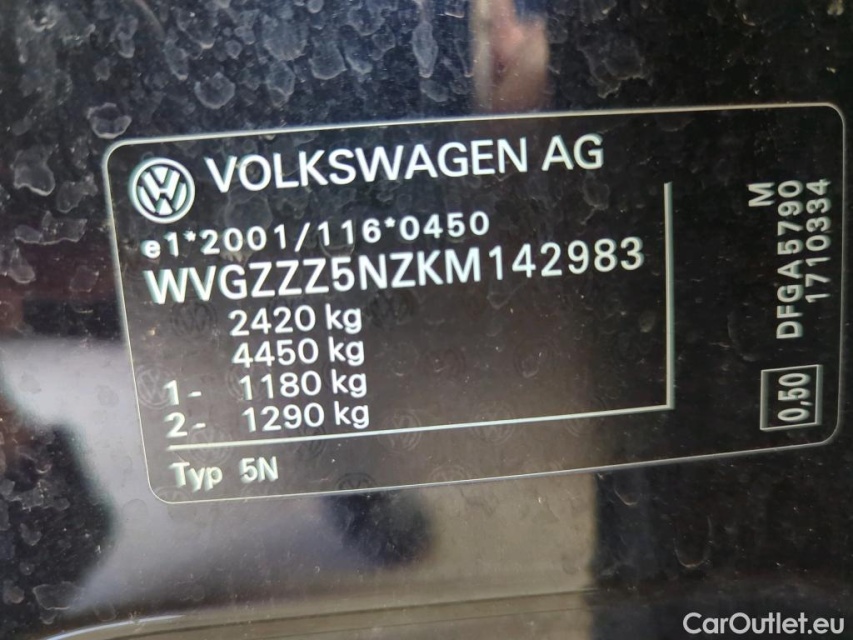 VOLKSWAGEN AG
e1*2001/116*0450
WVGZZZ5NZKM142983
2420 kg
4450 kg
1- 1180 kg
2- 1290 kg
Typ 5N
M
DFGA5790
1710334
0,50
CarOutlet.eu